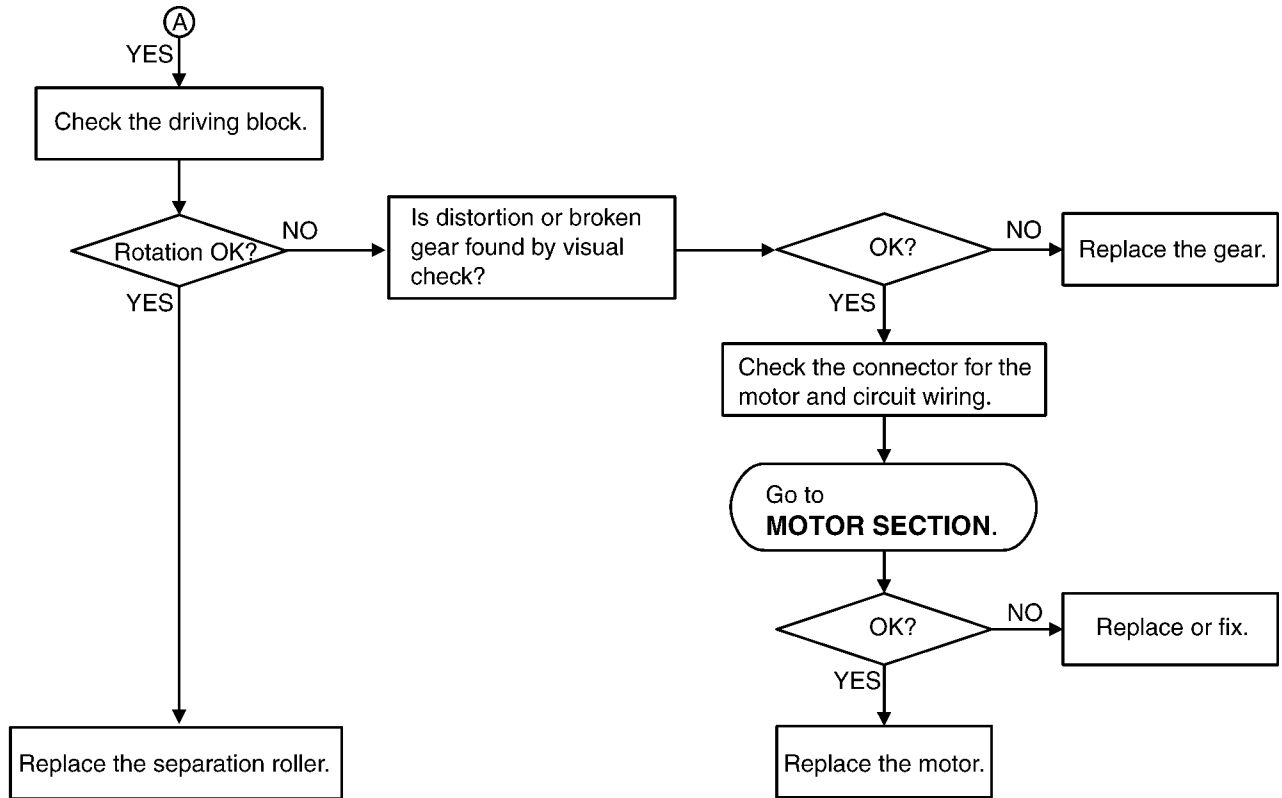 A
YES
Check the driving block.
Rotation OK?
NO
YES
Is distortion or broken
gear found by visual
check?
OK?
NO
Replace the gear.
YES
Check the connector for the
motor and circuit wiring.
Go to
MOTOR SECTION.
OK?
NO
Replace or fix.
YES
Replace the separation roller.
Replace the motor.